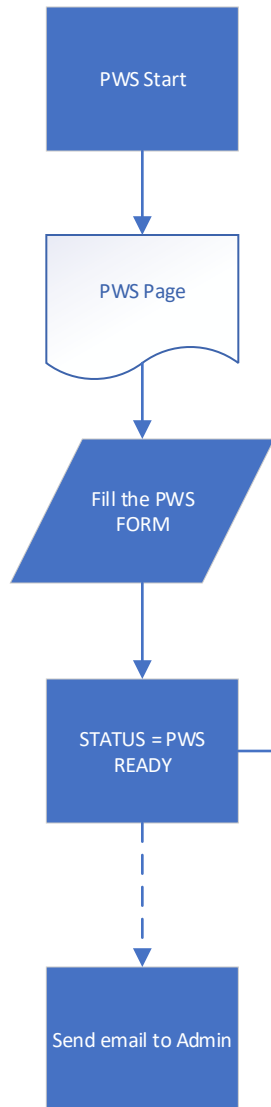 PWS Start
PWS Page
Fill the PWS
FORM
STATUS = PWS
READY
Send email to Admin